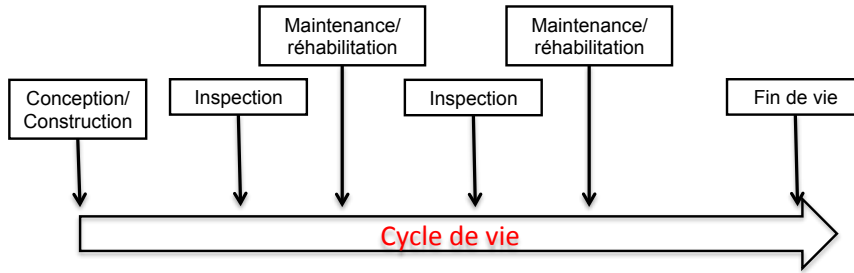 Maintenance/
réhabilitation
Maintenance/
réhabilitation
Conception/
Construction
Inspection
Inspection
Fin de vie
Cycle de vie